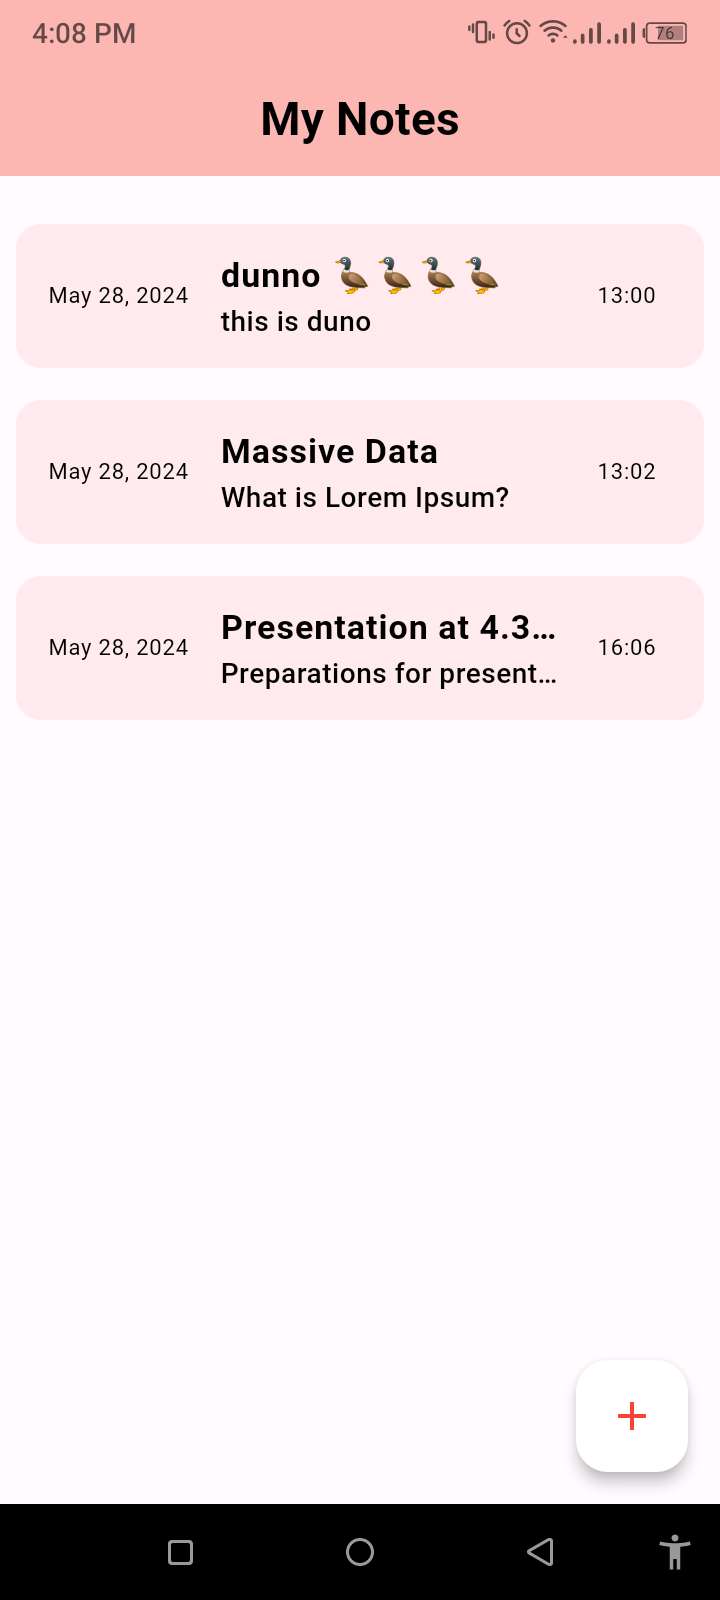 4:08 PM 76
My Notes
May 28, 2024 dunno 🦆🦆🦆🦆 13:00
this is duno
May 28, 2024 Massive Data 13:02
What is Lorem Ipsum?
May 28, 2024 Presentation at 4.3… 16:06
Preparations for present…